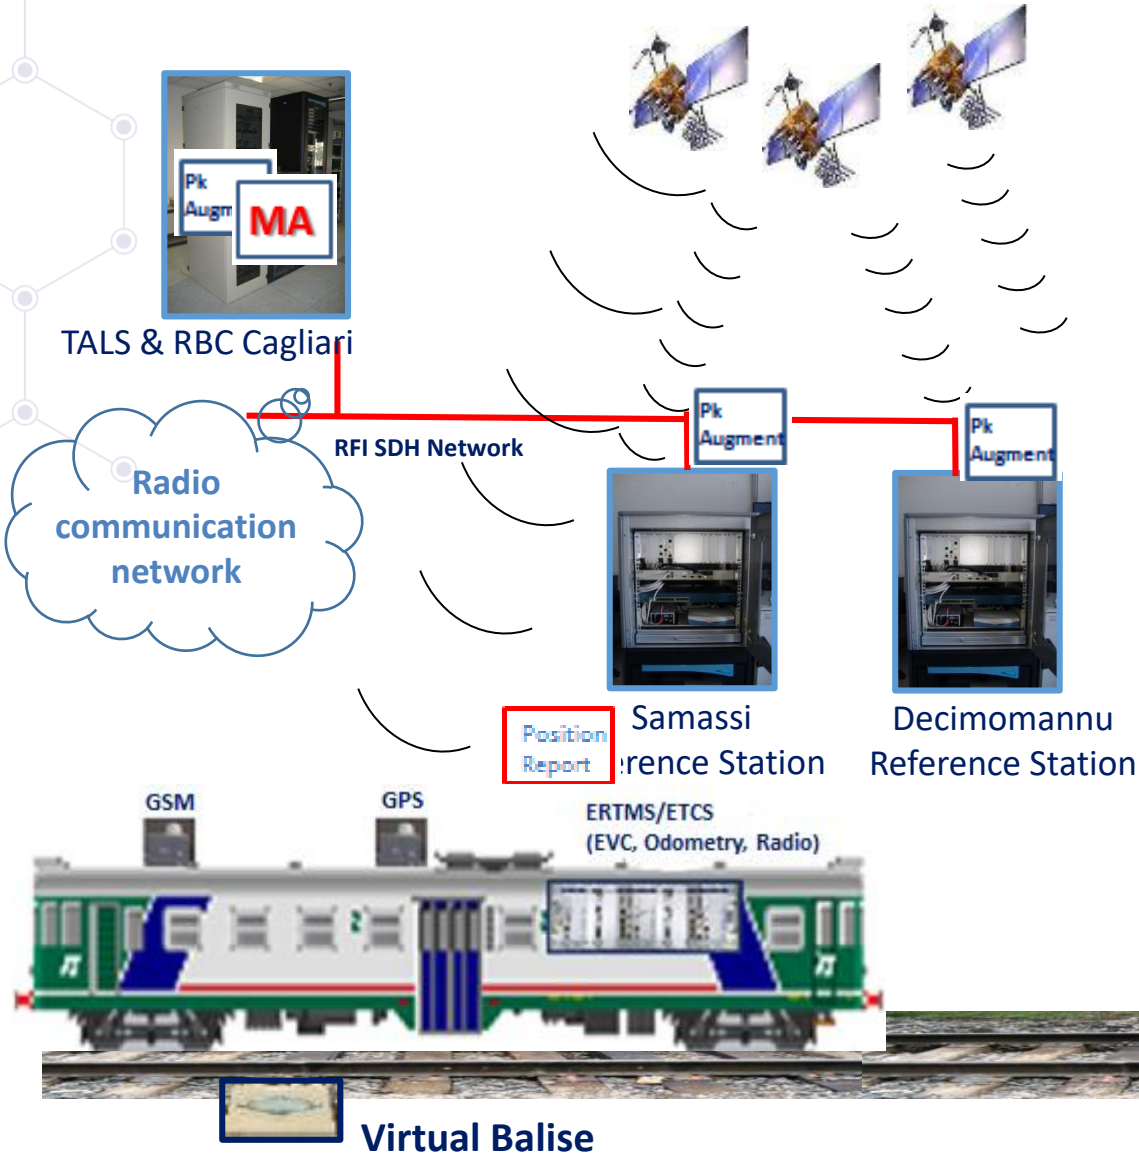 Pk
Augm
MA
TALS & RBC Cagliari
RFI SDH Network
Radio
communication
network
Pk
Augment
Pk
Augment
Samassi
erence Station
Decimomannu
Reference Station
Position
Report
GSM
GPS
ERTMS/ETCS
(EVC, Odometry, Radio)
Virtual Balise